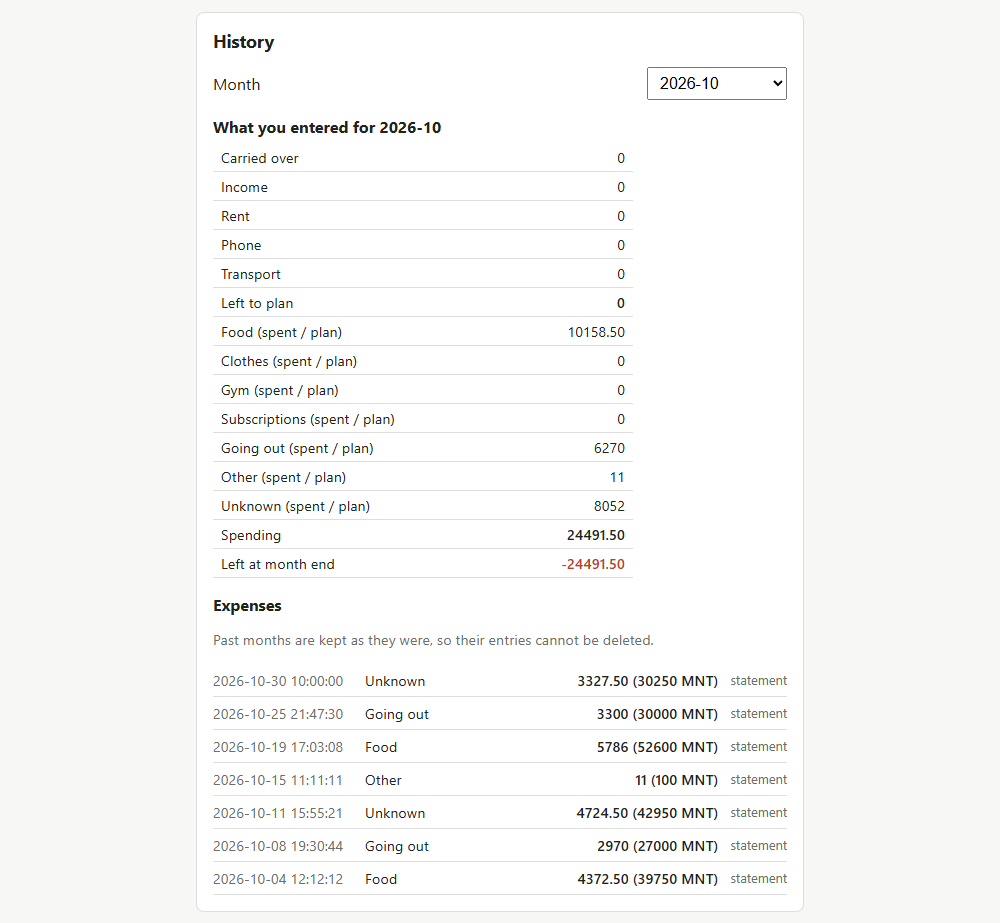 History
Month 2026-10
What you entered for 2026-10
Carried over 0
Income 0
Rent 0
Phone 0
Transport 0
Left to plan 0
Food (spent / plan) 10158.50
Clothes (spent / plan) 0
Gym (spent / plan) 0
Subscriptions (spent / plan) 0
Going out (spent / plan) 6270
Other (spent / plan) 11
Unknown (spent / plan) 8052
Spending 24491.50
Left at month end -24491.50
Expenses
Past months are kept as they were, so their entries cannot be deleted.
2026-10-30 10:00:00 Unknown 3327.50 (30250 MNT) statement
2026-10-25 21:47:30 Going out 3300 (30000 MNT) statement
2026-10-19 17:03:08 Food 5786 (52600 MNT) statement
2026-10-15 11:11:11 Other 11 (100 MNT) statement
2026-10-11 15:55:21 Unknown 4724.50 (42950 MNT) statement
2026-10-08 19:30:44 Going out 2970 (27000 MNT) statement
2026-10-04 12:12:12 Food 4372.50 (39750 MNT) statement